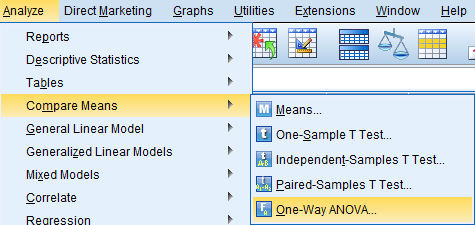 Analyze Direct Marketing Graphs Utilities Extensions Window Help
Reports
Descriptive Statistics
Tables
Compare Means
General Linear Model
Generalized Linear Models
Mixed Models
Correlate
Regression
M Means...
t One-Sample T Test...
Independent-Samples T Test...
Paired-Samples T Test...
One-Way ANOVA...